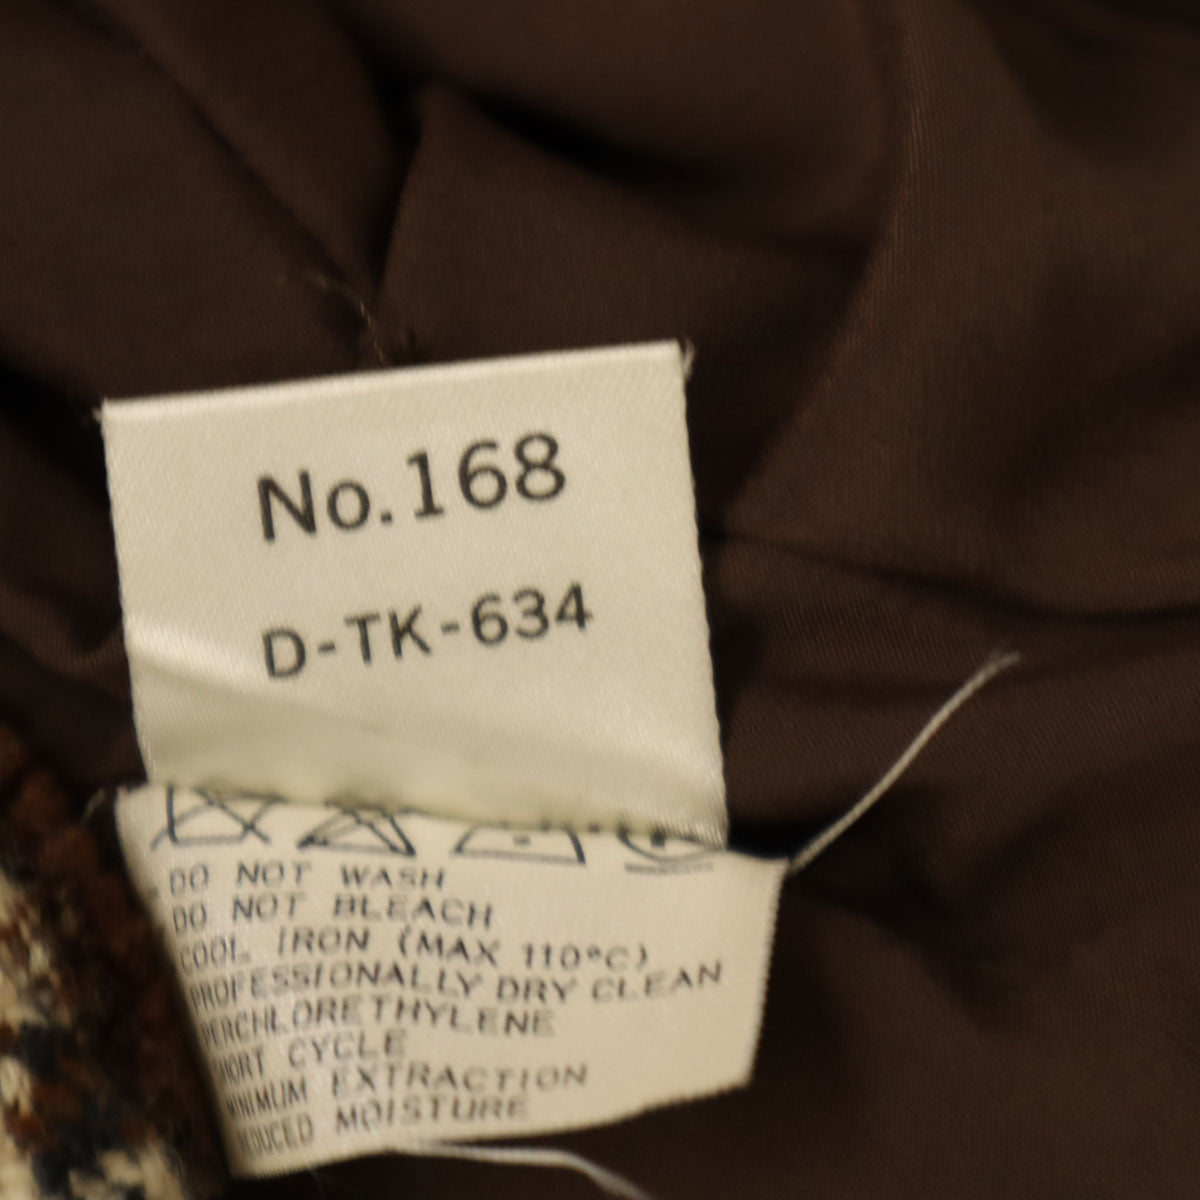 No.168
D-TK-634
DO NOT WASH
DO NOT BLEACH
COOL IRON (MAX 110°C)
PROFESSIONALLY DRY CLEAN
PERCHLORETHYLENE
SHORT CYCLE
MINIMUM EXTRACTION
REDUCED MOISTURE